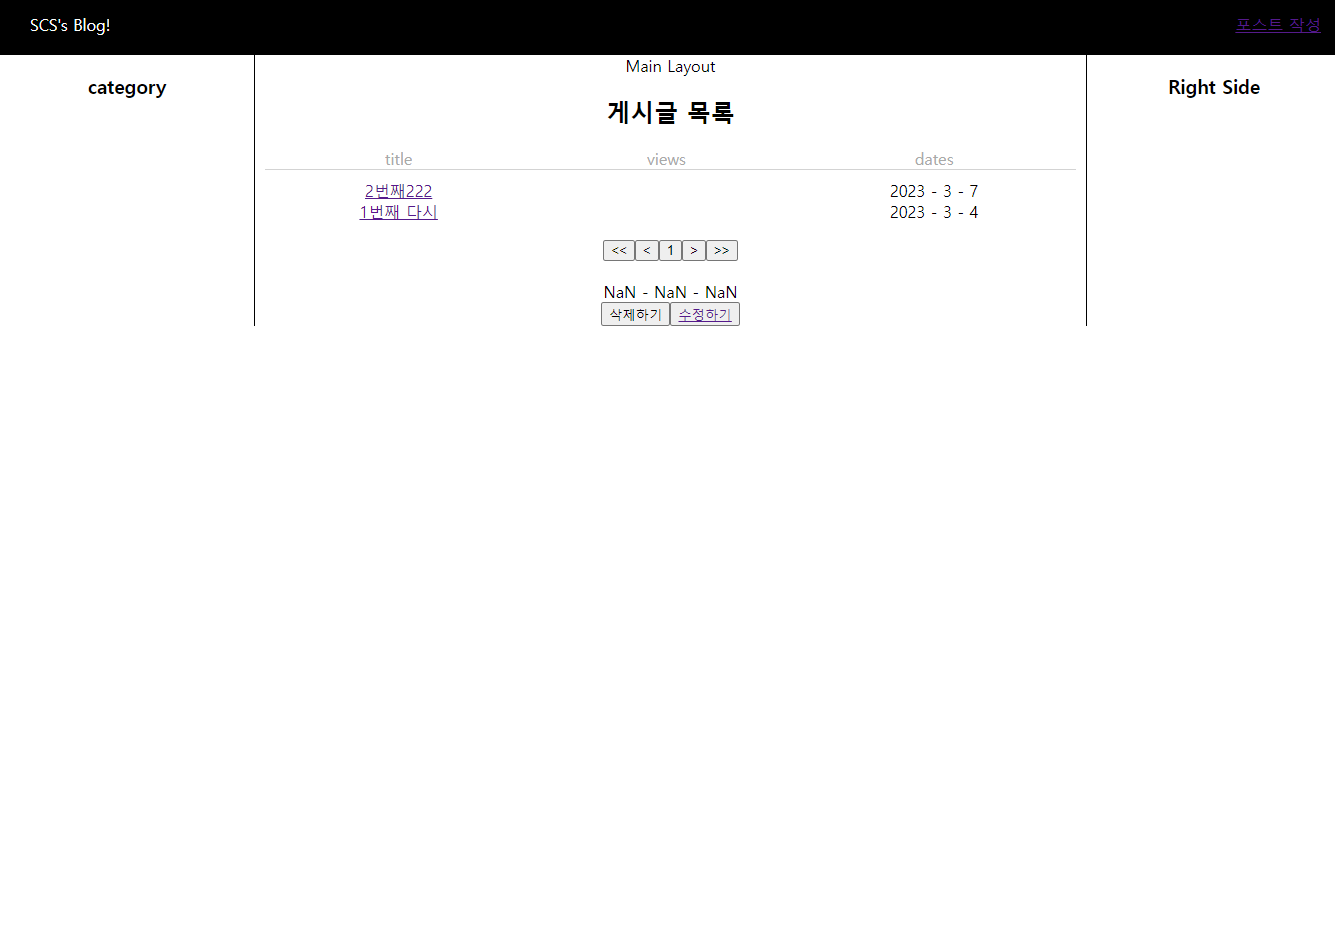 SCS's Blog! 포스트 작성
category
Main Layout
Right Side
게시글 목록
title views dates
2번째222 2023 - 3 - 7
1번째 다시 2023 - 3 - 4
<< < 1 > >>
NaN - NaN - NaN
삭제하기 수정하기